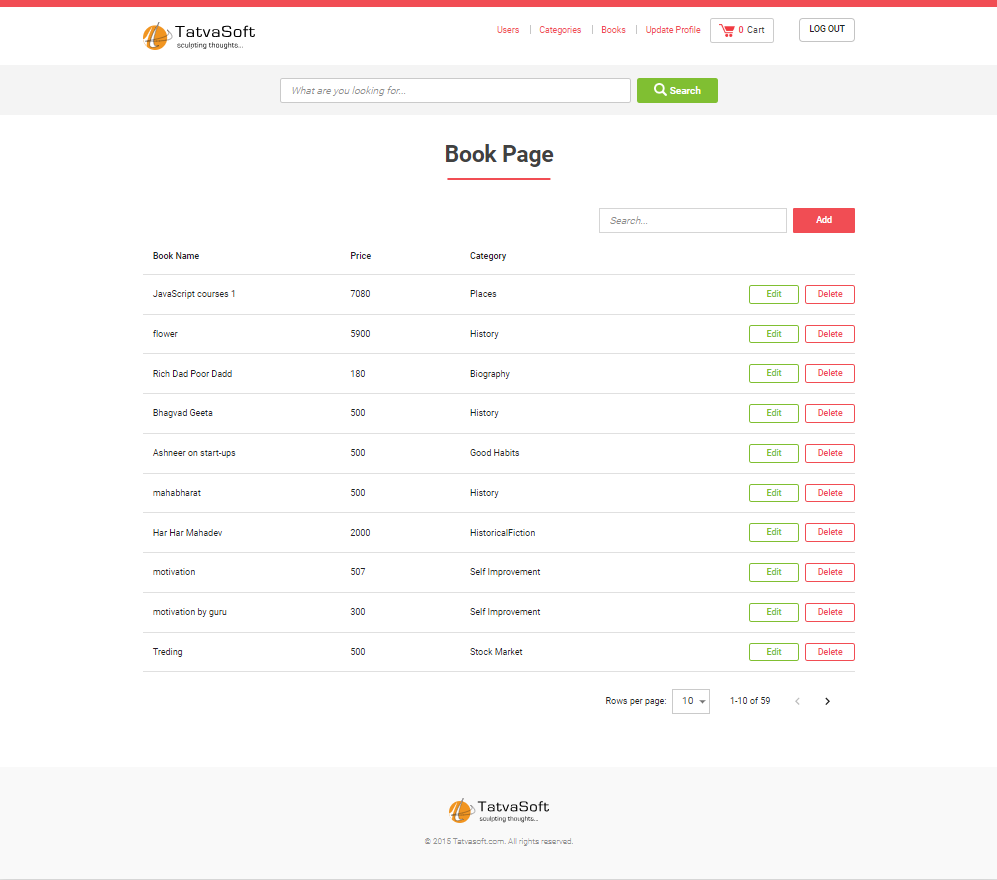 TatvaSoft
sculpting thoughts...
Users Categories Books Update Profile 0 Cart LOG OUT
What are you looking for... Search
Book Page
Search... Add
Book Name Price Category
JavaScript courses 1 7080 Places Edit Delete
flower 5900 History Edit Delete
Rich Dad Poor Dadd 180 Biography Edit Delete
Bhagvad Geeta 500 History Edit Delete
Ashneer on start-ups 500 Good Habits Edit Delete
mahabharat 500 History Edit Delete
Har Har Mahadev 2000 HistoricalFiction Edit Delete
motivation 507 Self Improvement Edit Delete
motivation by guru 300 Self Improvement Edit Delete
Treding 500 Stock Market Edit Delete
Rows per page: 10 1-10 of 59
TatvaSoft
sculpting thoughts...
© 2015 Tatvasoft.com. All rights reserved.